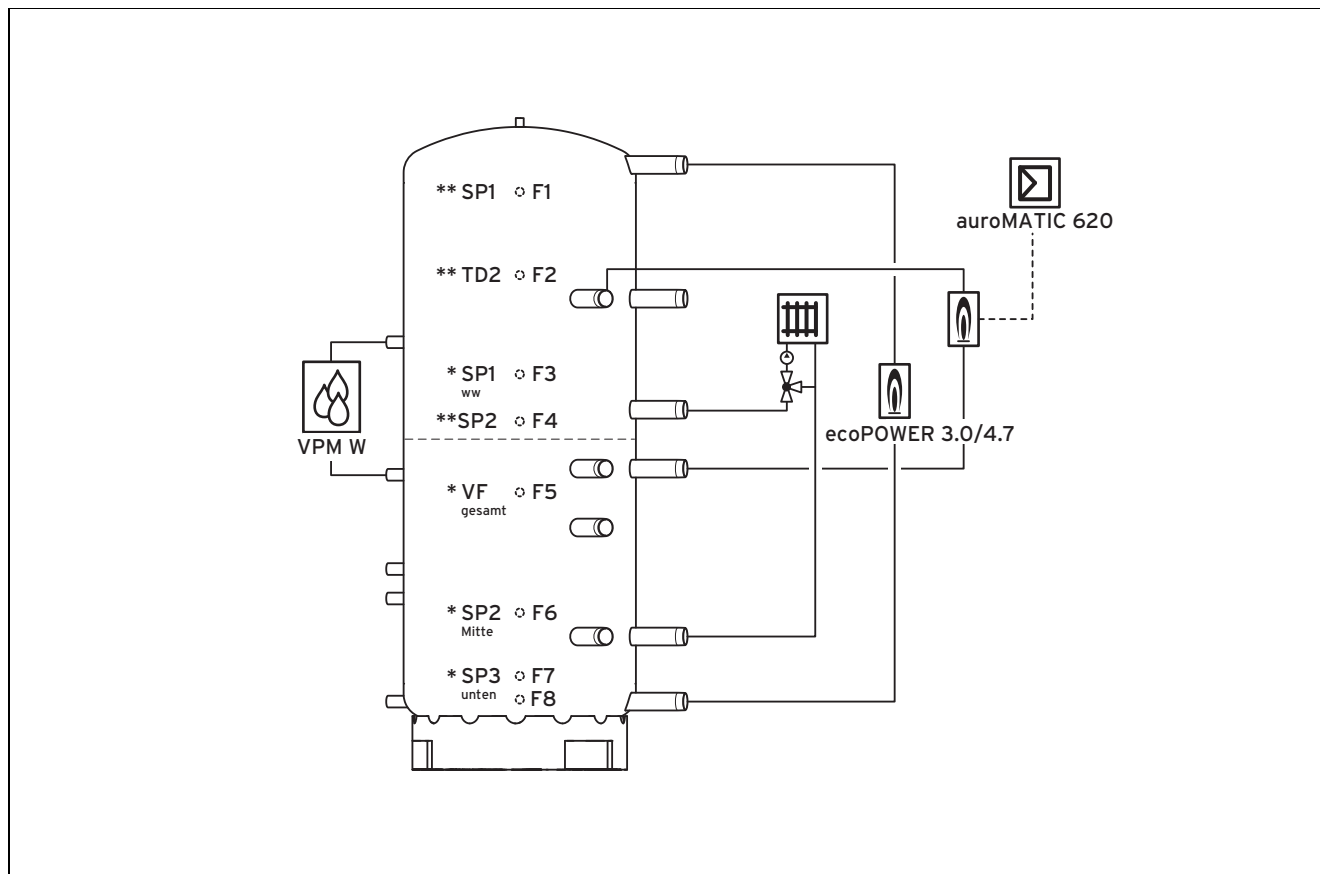 ** SP1 F1
auroMATIC 620
** TD2 F2
* SP1 F3
ww
**SP2 F4
ecoPOWER 3.0/4.7
VPM W
* VF F5
gesamt
* SP2 F6
Mitte
* SP3 F7
unten F8